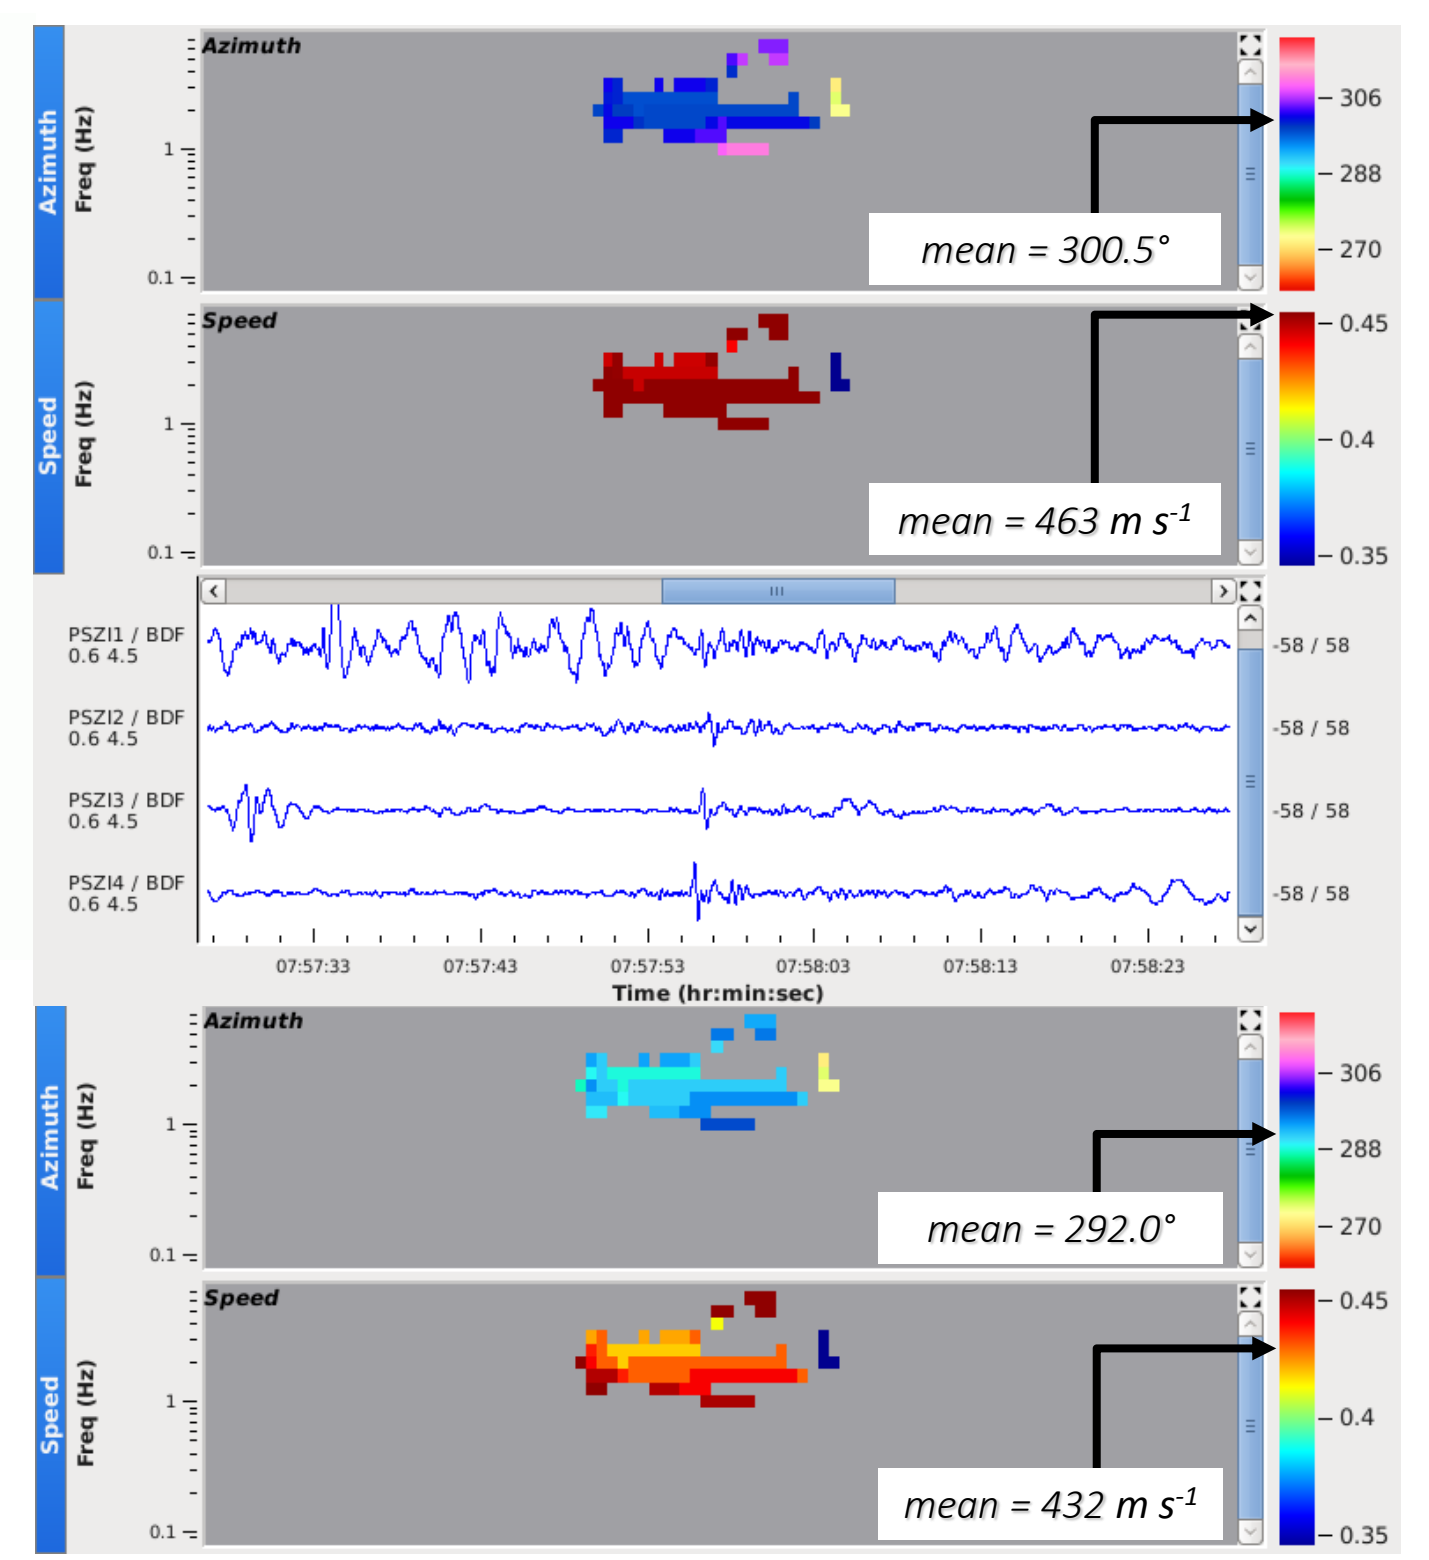 Azimuth
Azimuth
Freq (Hz)
1
0.1
306
288
270
mean = 300.5°
Speed
Speed
Freq (Hz)
1
0.1
0.45
0.4
0.35
mean = 463 m s-1
PSZI1 / BDF
0.6 4.5
-58 / 58
PSZI2 / BDF
0.6 4.5
-58 / 58
PSZI3 / BDF
0.6 4.5
-58 / 58
PSZI4 / BDF
0.6 4.5
-58 / 58
07:57:33 07:57:43 07:57:53 07:58:03 07:58:13 07:58:23
Time (hr:min:sec)
Azimuth
Azimuth
Freq (Hz)
1
0.1
306
288
270
mean = 292.0°
Speed
Speed
Freq (Hz)
1
0.1
0.45
0.4
0.35
mean = 432 m s-1